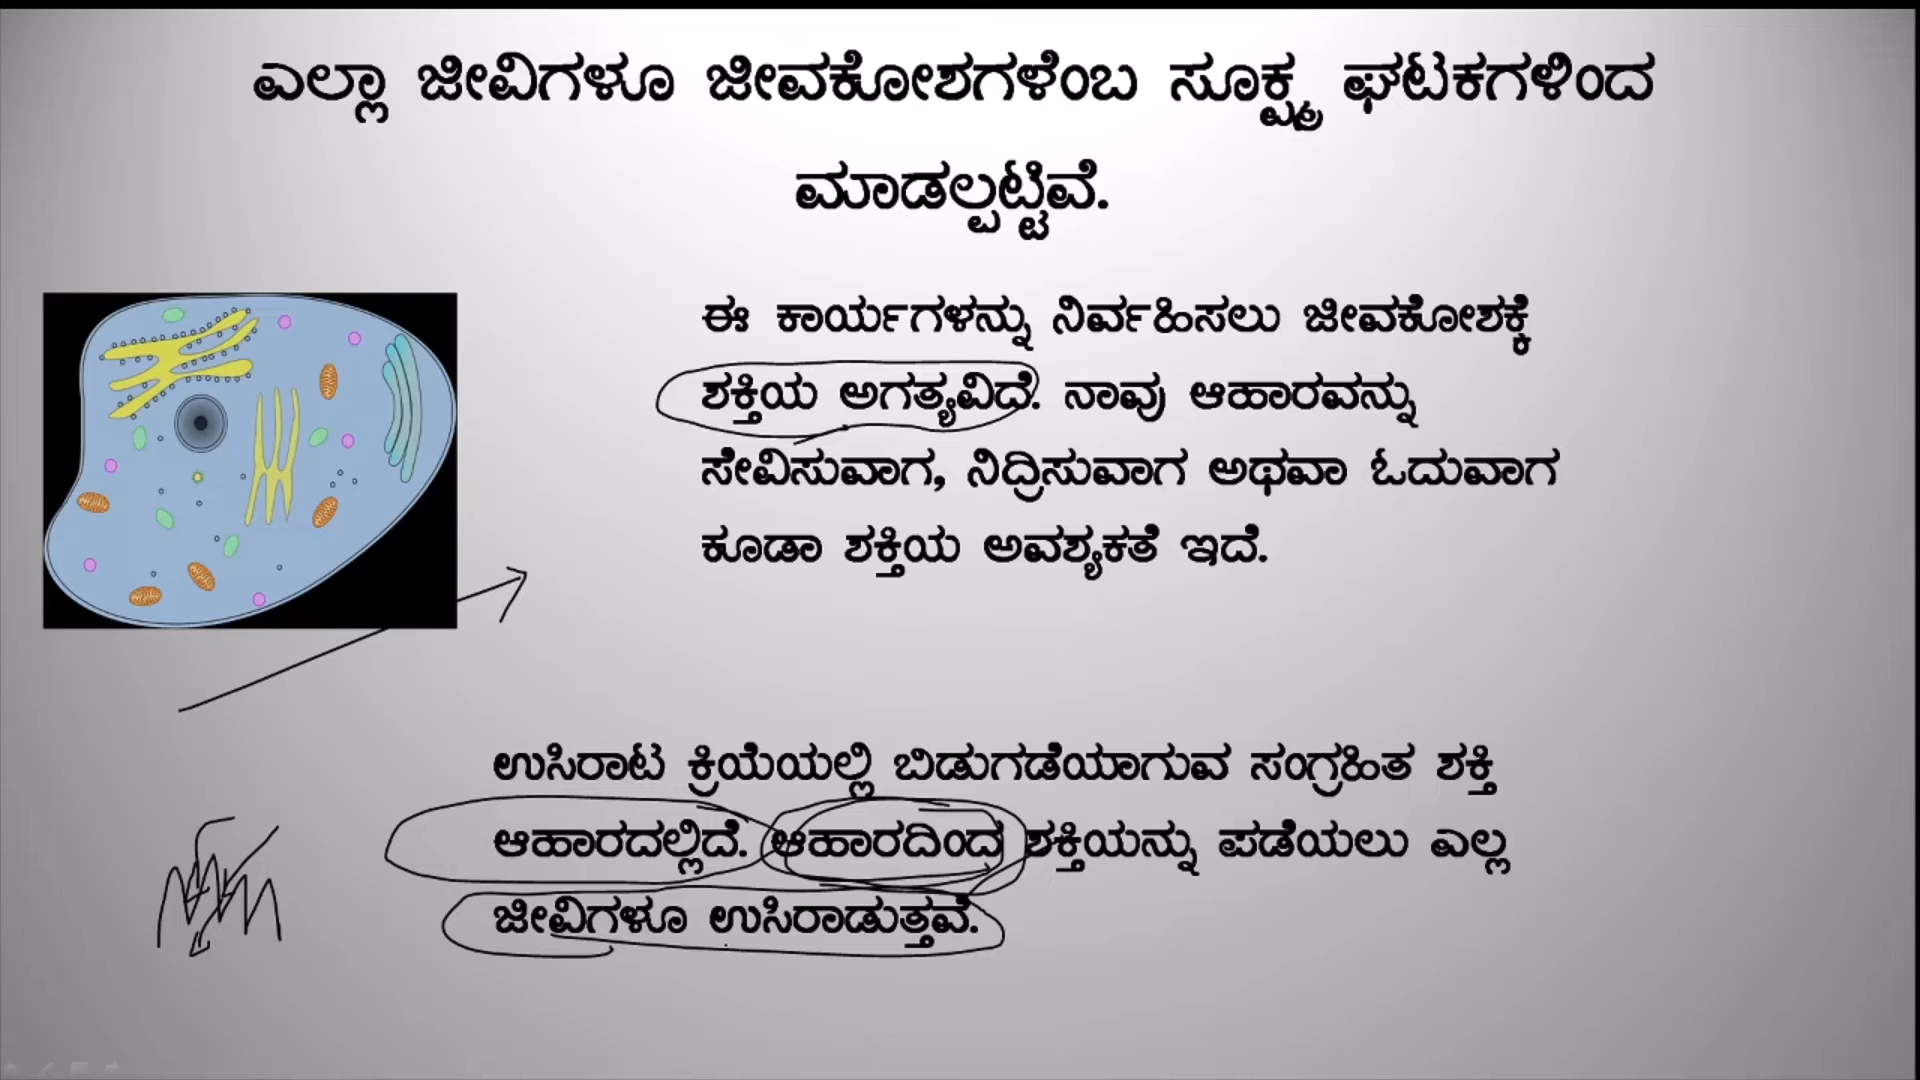 ಎಲ್ಲಾ ಜೀವಿಗಳೂ ಜೀವಕೋಶಗಳೆಂಬ ಸೂಕ್ಷ್ಮ ಘಟಕಗಳಿಂದ
ಮಾಡಲ್ಪಟ್ಟಿವೆ.
ಈ ಕಾರ್ಯಗಳನ್ನು ನಿರ್ವಹಿಸಲು ಜೀವಕೋಶಕ್ಕೆ
ಶಕ್ತಿಯ ಅಗತ್ಯವಿದೆ. ನಾವು ಆಹಾರವನ್ನು
ಸೇವಿಸುವಾಗ, ನಿದ್ರಿಸುವಾಗ ಅಥವಾ ಓದುವಾಗ
ಕೂಡಾ ಶಕ್ತಿಯ ಅವಶ್ಯಕತೆ ಇದೆ.
ಉಸಿರಾಟ ಕ್ರಿಯೆಯಲ್ಲಿ ಬಿಡುಗಡೆಯಾಗುವ ಸಂಗ್ರಹಿತ ಶಕ್ತಿ
ಆಹಾರದಲ್ಲಿದೆ. ಆಹಾರದಿಂದ ಶಕ್ತಿಯನ್ನು ಪಡೆಯಲು ಎಲ್ಲ
ಜೀವಿಗಳೂ ಉಸಿರಾಡುತ್ತವೆ.